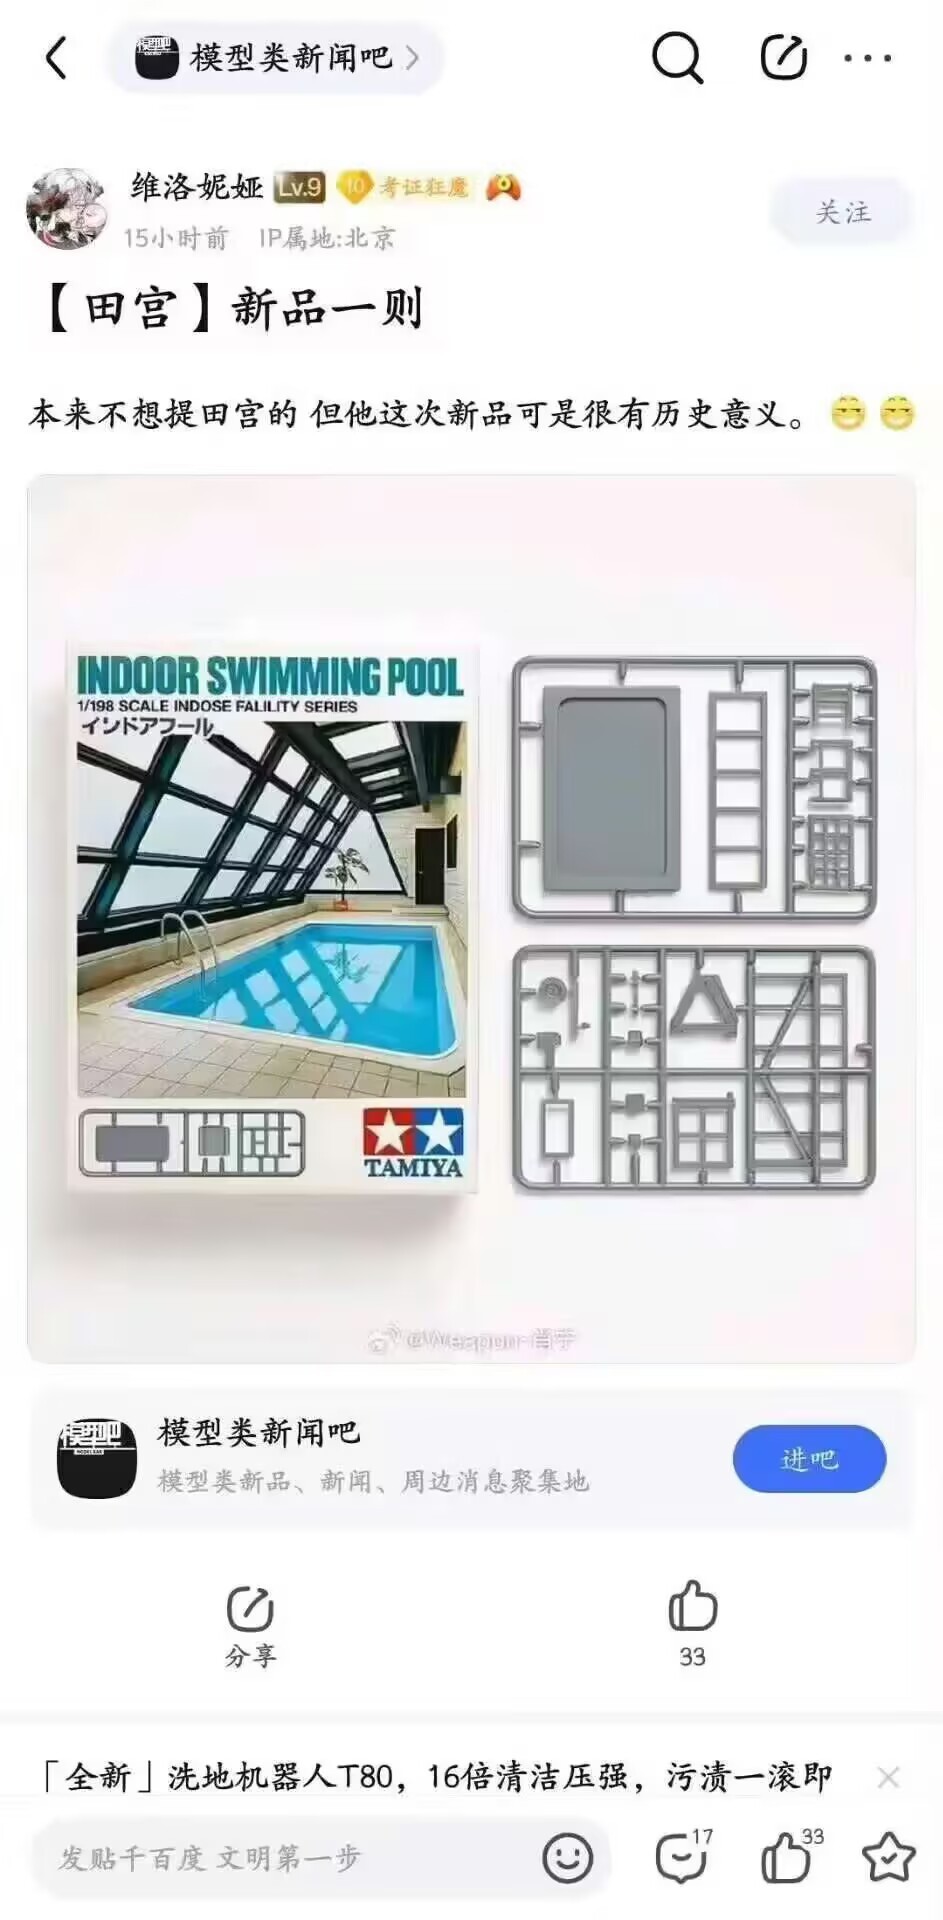 模型吧
模型类新闻吧
维洛妮娅 Lv.9 10 考证狂魔
关注
15小时前 IP属地:北京
【田宫】新品一则
本来不想提田宫的 但他这次新品可是很有历史意义。
INDOOR SWIMMING POOL
1/198 SCALE INDOSE FALILITY SERIES
インドアフール
TAMIYA
模型吧
模型类新闻吧
模型类新品、新闻、周边消息聚集地
进吧
分享
33
「全新」洗地机器人T80，16倍清洁压强，污渍一滚即
发贴千百度 文明第一步
17
33